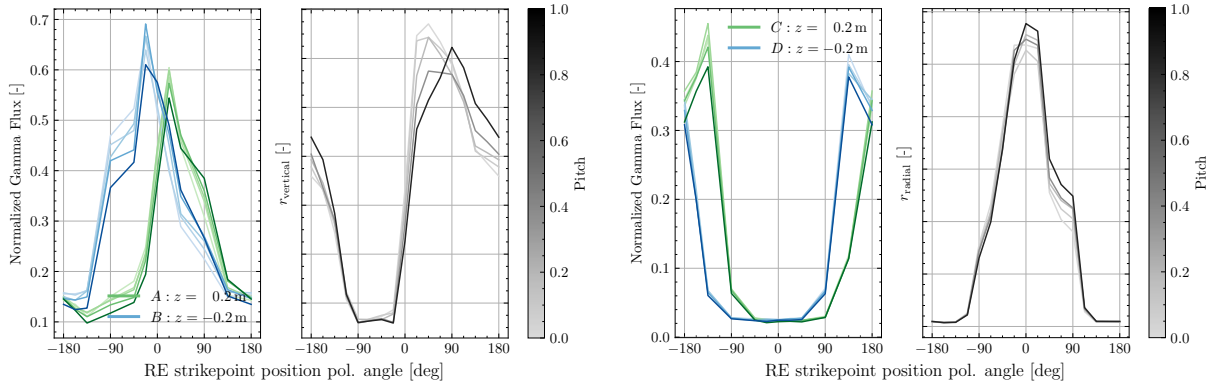 0.7
0.6
0.5
0.4
0.3
0.2
0.1
Normalized Gamma Flux [-]
A : z = 0.2 m
B : z = −0.2 m
−180 −90 0 90 180
r_vertical [-]
−180 −90 0 90 180
RE strikepoint position pol. angle [deg]
1.0
0.8
0.6
0.4
0.2
0.0
Pitch
0.4
0.3
0.2
0.1
0.0
Normalized Gamma Flux [-]
C : z = 0.2 m
D : z = −0.2 m
−180 −90 0 90 180
r_radial [-]
−180 −90 0 90 180
RE strikepoint position pol. angle [deg]
1.0
0.8
0.6
0.4
0.2
0.0
Pitch